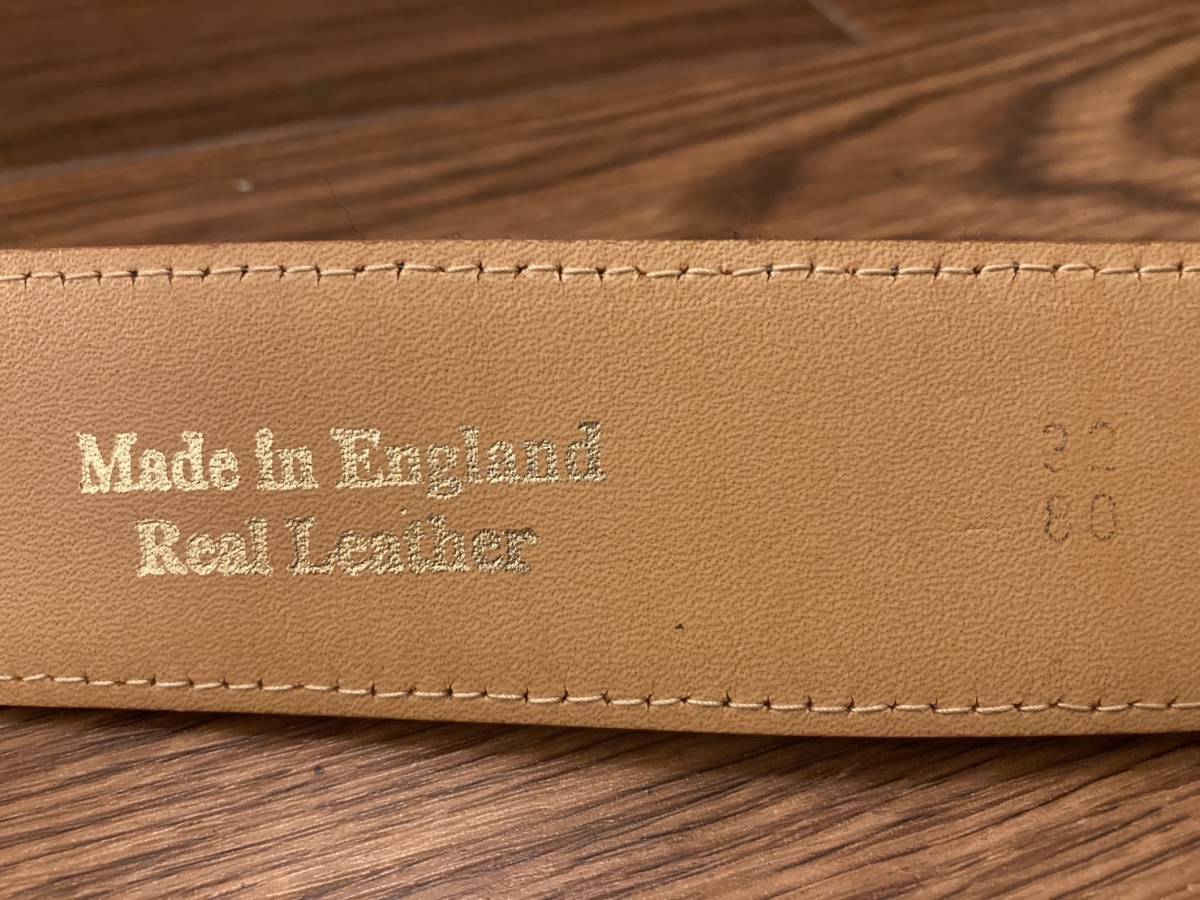 Made in England
Real Leather
32
80